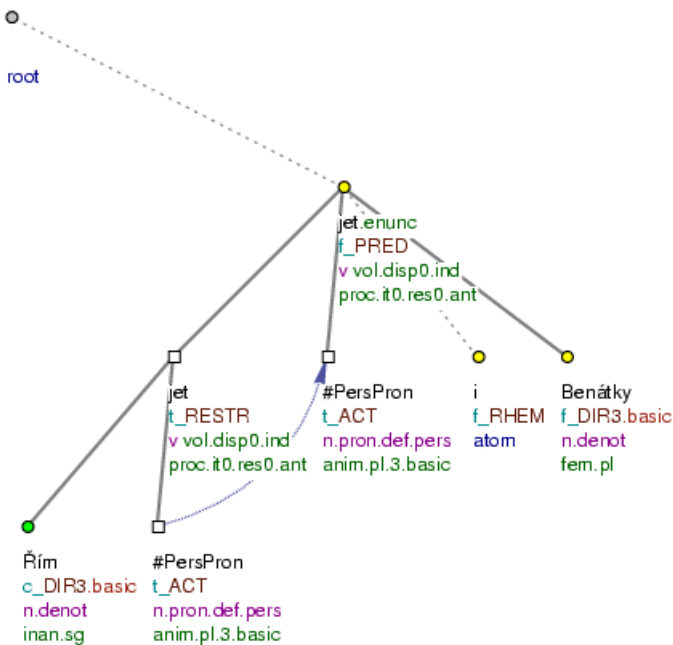 root
jet.enunc
f_PRED
v vol.disp0.ind
proc.it0.res0.ant
jet
t_RESTR
v vol.disp0.ind
proc.it0.res0.ant
#PersPron
t_ACT
n.pron.def.pers
anim.pl.3.basic
i
f_RHEM
atom
Benátky
f_DIR3.basic
n.denot
fem.pl
Řím
c_DIR3.basic
n.denot
inan.sg
#PersPron
t_ACT
n.pron.def.pers
anim.pl.3.basic